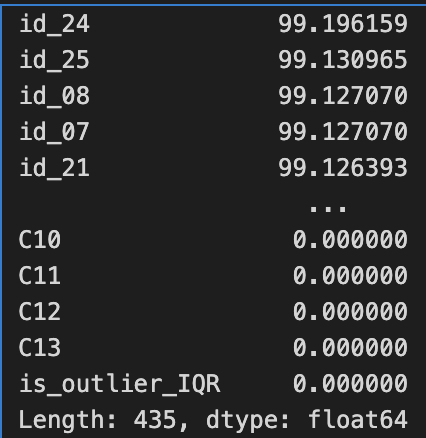 id_24 99.196159
id_25 99.130965
id_08 99.127070
id_07 99.127070
id_21 99.126393
...
C10 0.000000
C11 0.000000
C12 0.000000
C13 0.000000
is_outlier_IQR 0.000000
Length: 435, dtype: float64